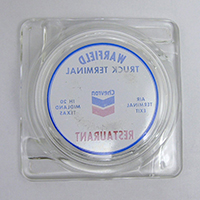 WARFIELD
TRUCK TERMINAL
Chevron
AIR
TERMINAL
EXIT
IH 20
MIDLAND
TEXAS
RESTAURANT